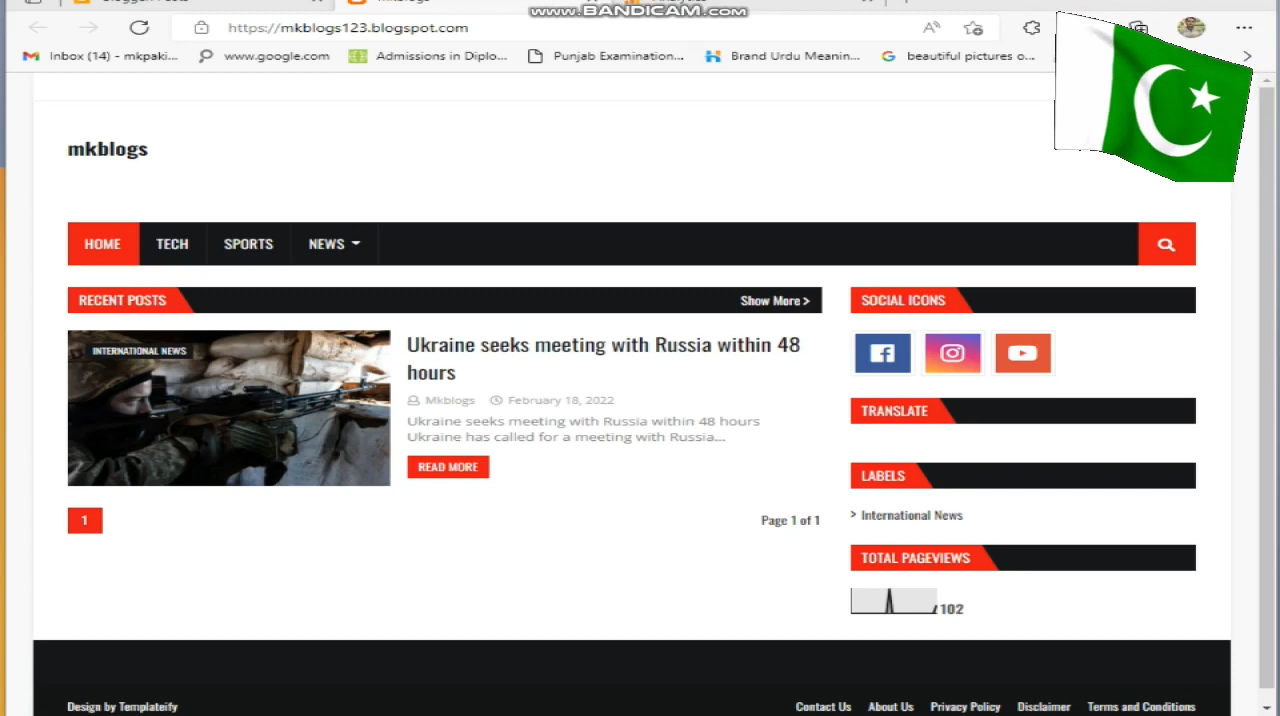 www.BANDICAM.com
https://mkblogs123.blogspot.com
Inbox (14) - mkpaki...
www.google.com
Admissions in Diplo...
Punjab Examination...
Brand Urdu Meanin...
beautiful pictures o...
mkblogs
HOME TECH SPORTS NEWS
RECENT POSTS
Show More >
SOCIAL ICONS
INTERNATIONAL NEWS
Ukraine seeks meeting with Russia within 48
hours
Mkblogs February 18, 2022
Ukraine seeks meeting with Russia within 48 hours
Ukraine has called for a meeting with Russia...
READ MORE
1
Page 1 of 1
TRANSLATE
LABELS
> International News
TOTAL PAGEVIEWS
102
Design by Templateify
Contact Us About Us Privacy Policy Disclaimer Terms and Conditions